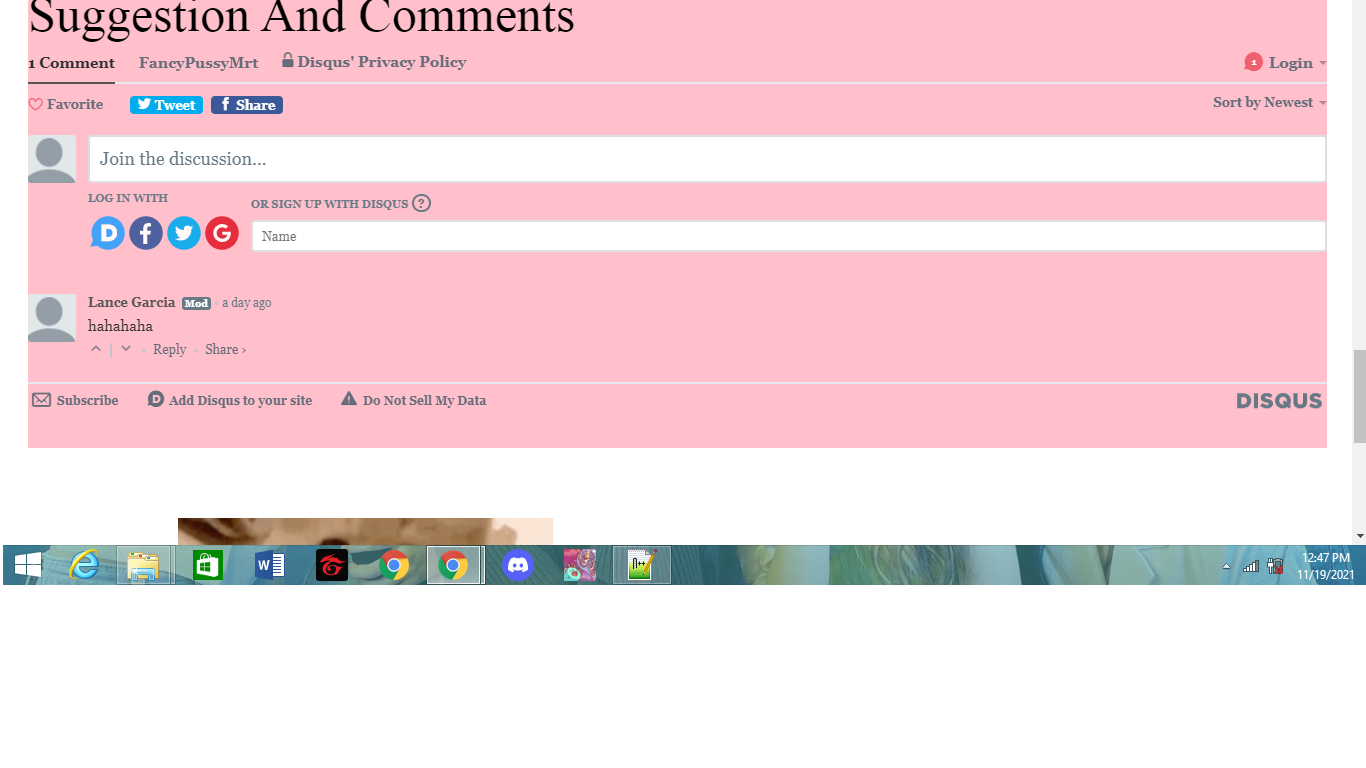 Suggestion And Comments
1 Comment FancyPussyMrt Disqus' Privacy Policy 1 Login
Favorite Tweet f Share Sort by Newest
Join the discussion...
LOG IN WITH
OR SIGN UP WITH DISQUS ?
D f G
Name
Lance Garcia Mod · a day ago
hahahaha
Reply · Share ›
Subscribe D Add Disqus to your site Do Not Sell My Data DISQUS
W n++ 12:47 PM
11/19/2021